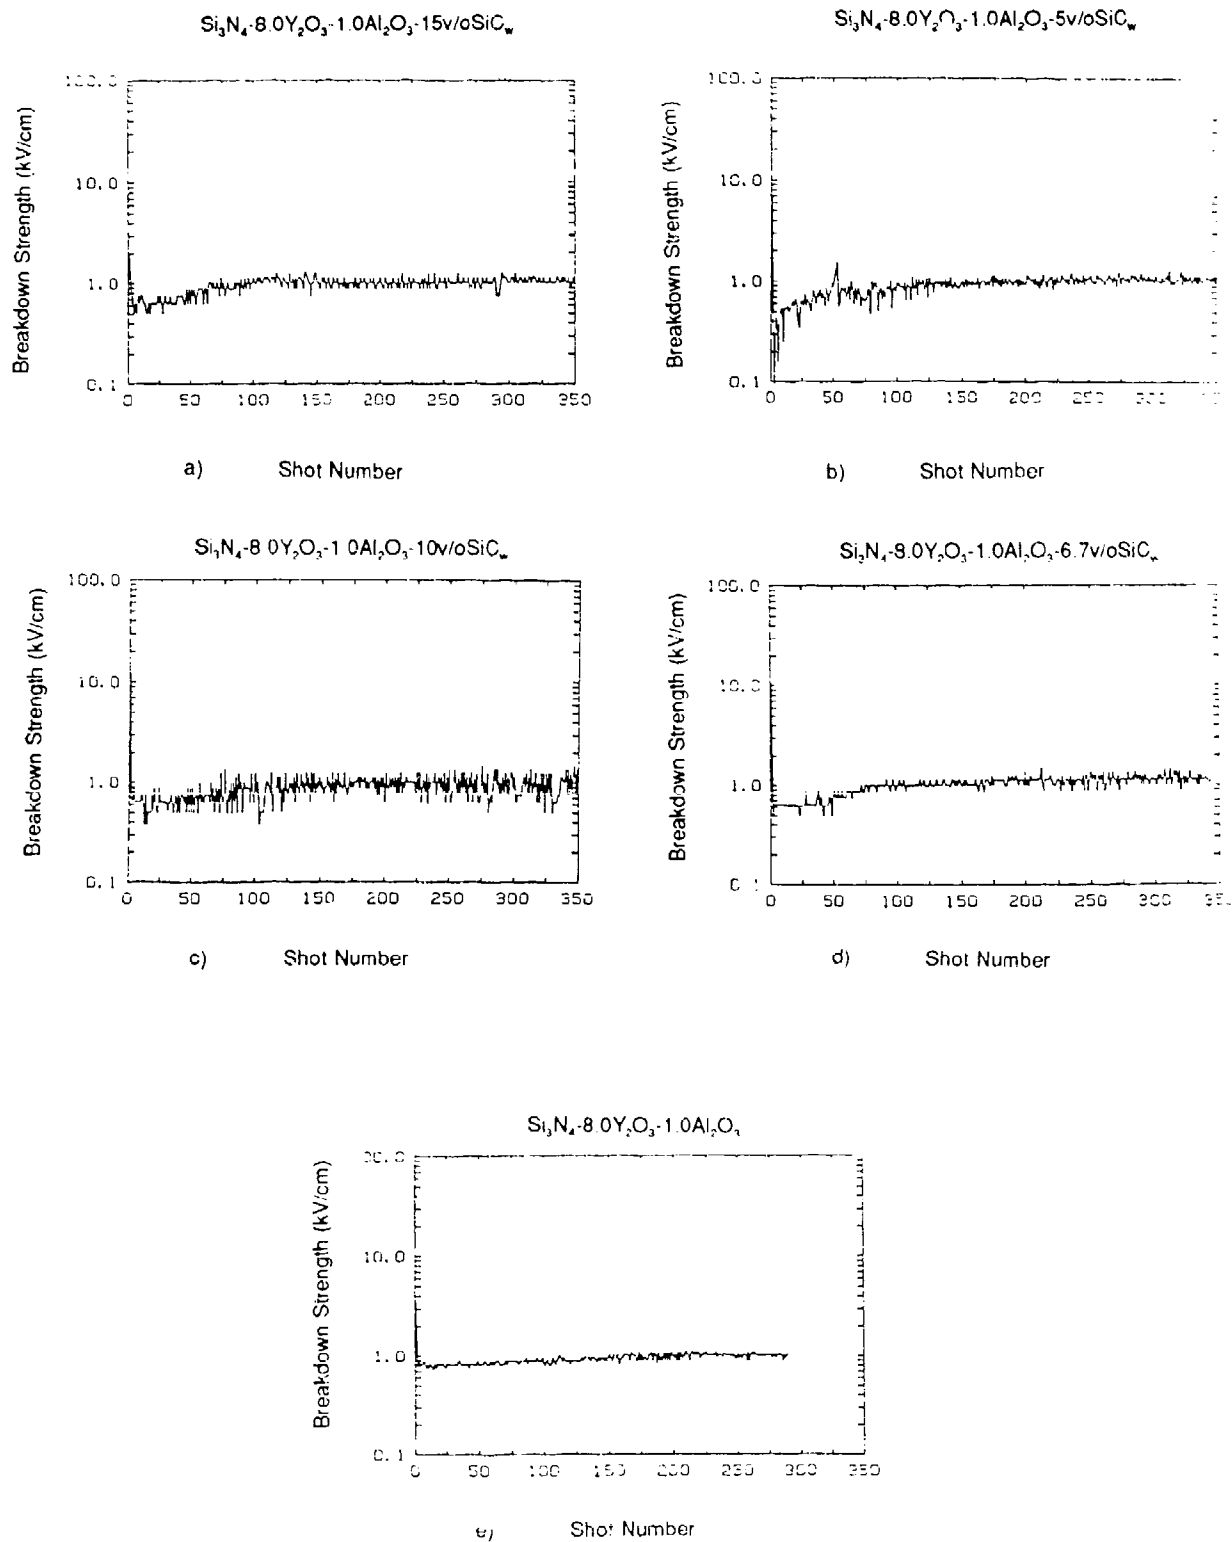 Si₃N₄-8.0Y₂O₃-1.0Al₂O₃-15v/oSiCw
Breakdown Strength (kV/cm)
10.0
1.0
0.1
0 50 100 150 200 250 300 350
a) Shot Number
Si₃N₄-8.0Y₂O₃-1.0Al₂O₃-5v/oSiCw
Breakdown Strength (kV/cm)
100.0
10.0
1.0
0.1
0 50 100 150 200
b) Shot Number
Si₃N₄-8.0Y₂O₃-1.0Al₂O₃-10v/oSiCw
Breakdown Strength (kV/cm)
100.0
10.0
1.0
0.1
0 50 100 150 200 250 300 350
c) Shot Number
Si₃N₄-8.0Y₂O₃-1.0Al₂O₃-6.7v/oSiCw
Breakdown Strength (kV/cm)
10.0
1.0
0 50 100 150 200 250 300
d) Shot Number
Si₃N₄-8.0Y₂O₃-1.0Al₂O₃
Breakdown Strength (kV/cm)
10.0
1.0
0.1
0 50 100 150 200 250 300 350
e) Shot Number